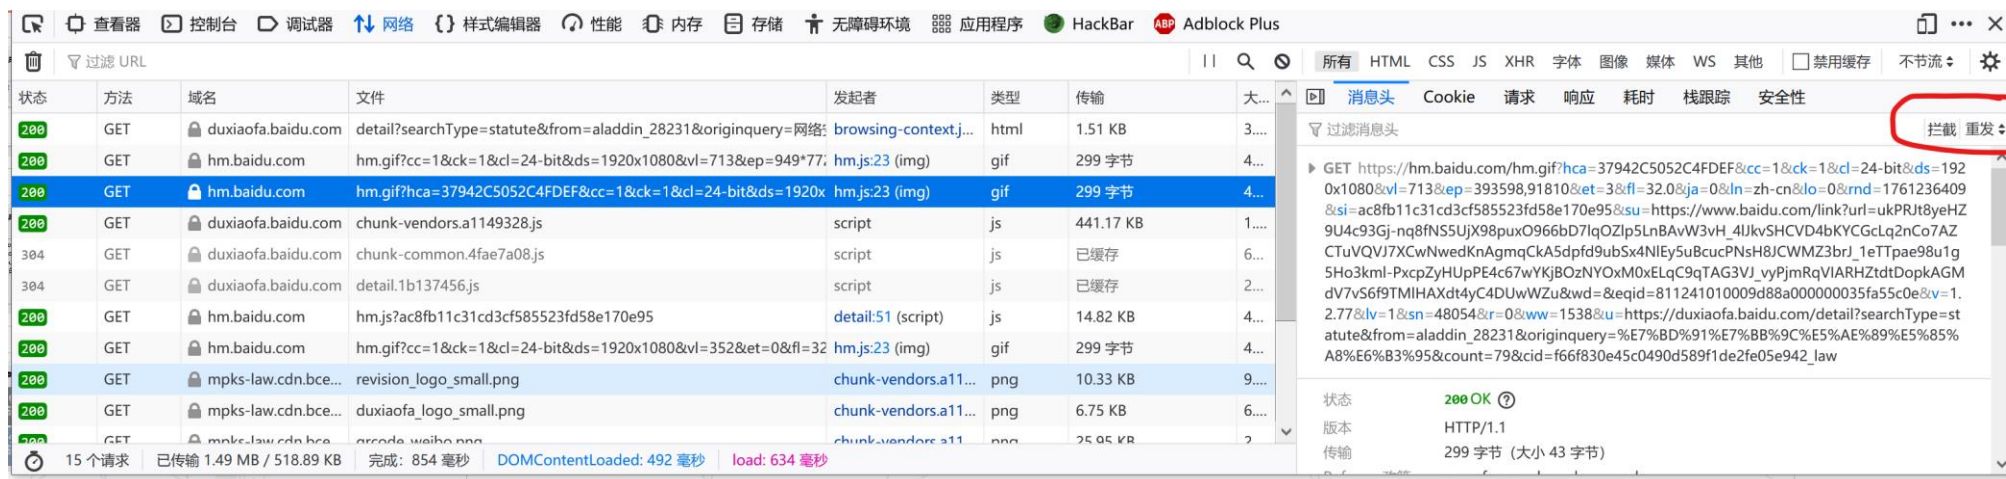 查看器 控制台 调试器 网络 {} 样式编辑器 性能 内存 存储 无障碍环境 应用程序 HackBar ABP Adblock Plus
过滤 URL
所有 HTML CSS JS XHR 字体 图像 媒体 WS 其他 禁用缓存 不节流
状态 方法 域名 文件 发起者 类型 传输 大...
200 GET duxiaofa.baidu.com detail?searchType=statute&from=aladdin_28231&originquery=网络 browsing-context.j... html 1.51 KB 3....
200 GET hm.baidu.com hm.gif?cc=1&ck=1&cl=24-bit&ds=1920x1080&vl=713&ep=949*77 hm.js:23 (img) gif 299 字节 4...
200 GET hm.baidu.com hm.gif?hca=37942C5052C4FDEF&cc=1&ck=1&cl=24-bit&ds=1920x hm.js:23 (img) gif 299 字节 4...
200 GET duxiaofa.baidu.com chunk-vendors.a1149328.js script js 441.17 KB 1....
304 GET duxiaofa.baidu.com chunk-common.4fae7a08.js script js 已缓存 6...
304 GET duxiaofa.baidu.com detail.1b137456.js script js 已缓存 2...
200 GET hm.baidu.com hm.js?ac8fb11c31cd3cf585523fd58e170e95 detail:51 (script) js 14.82 KB 4...
200 GET hm.baidu.com hm.gif?cc=1&ck=1&cl=24-bit&ds=1920x1080&vl=352&et=0&fl=32 hm.js:23 (img) gif 299 字节 4...
200 GET mpks-law.cdn.bce... revision_logo_small.png chunk-vendors.a11... png 10.33 KB 9....
200 GET mpks-law.cdn.bce... duxiaofa_logo_small.png chunk-vendors.a11... png 6.75 KB 6....
200 GET mpks-law.cdn.bce qrcode_weibo.png chunk-vendors.a11 png 25.95 KB 2
15 个请求 已传输 1.49 MB / 518.89 KB 完成：854 毫秒 DOMContentLoaded: 492 毫秒 load: 634 毫秒
消息头 Cookie 请求 响应 耗时 栈跟踪 安全性
过滤消息头 拦截 重发
GET https://hm.baidu.com/hm.gif?hca=37942C5052C4FDEF&cc=1&ck=1&cl=24-bit&ds=192
0x1080&vl=713&ep=393598,91810&et=3&fl=32.0&ja=0&ln=zh-cn&lo=0&rnd=1761236409
&si=ac8fb11c31cd3cf585523fd58e170e95&su=https://www.baidu.com/link?url=ukPRJt8yeHZ
9U4c93Gj-nq8fNS5UjX98puxO966bD7lqOZlp5LnBAvW3vH_4lJkvSHCVD4bKYCGcLq2nCo7AZ
CTuVQVJ7XCwNwedKnAgmqCkA5dpfd9ubSx4NlEy5uBcucPNsH8JCWMZ3brJ_1eTTpae98u1g
5Ho3kml-PxcpZyHUpPE4c67wYKjBOzNYOxM0xELqC9qTAG3VJ_vyPjmRqVIARHZtdtDopkAGM
dV7vS6f9TMlHAXdt4yC4DUwWZu&wd=&eqid=811241010009d88a000000035fa55c0e&v=1.
2.77&lv=1&sn=48054&r=0&ww=1538&u=https://duxiaofa.baidu.com/detail?searchType=st
atute&from=aladdin_28231&originquery=%E7%BD%91%E7%BB%9C%E5%AE%89%E5%85%
A8%E6%B3%95&count=79&cid=f66f830e45c0490d589f1de2fe05e942_law
状态 200 OK
版本 HTTP/1.1
传输 299 字节（大小 43 字节）